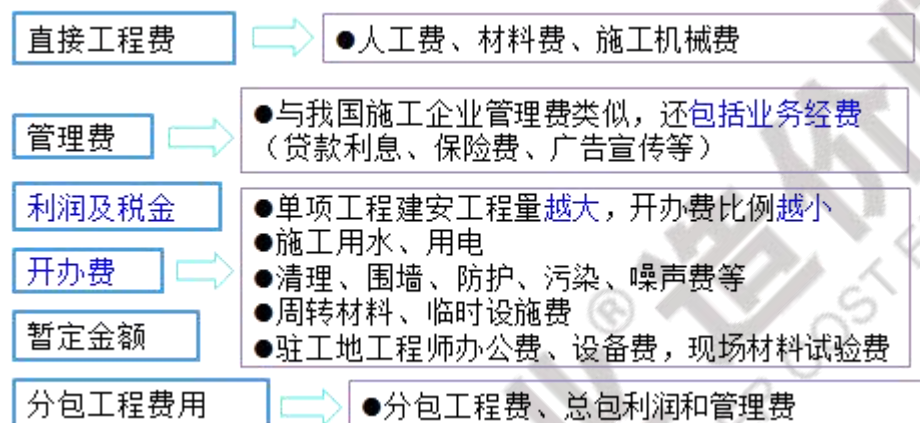 直接工程费
●人工费、材料费、施工机械费
管理费
●与我国施工企业管理费类似，还包括业务经费
（贷款利息、保险费、广告宣传等）
利润及税金
开办费
暂定金额
●单项工程建安工程量越大，开办费比例越小
●施工用水、用电
●清理、围墙、防护、污染、噪声费等
●周转材料、临时设施费
●驻工地工程师办公费、设备费，现场材料试验费
分包工程费用
●分包工程费、总包利润和管理费